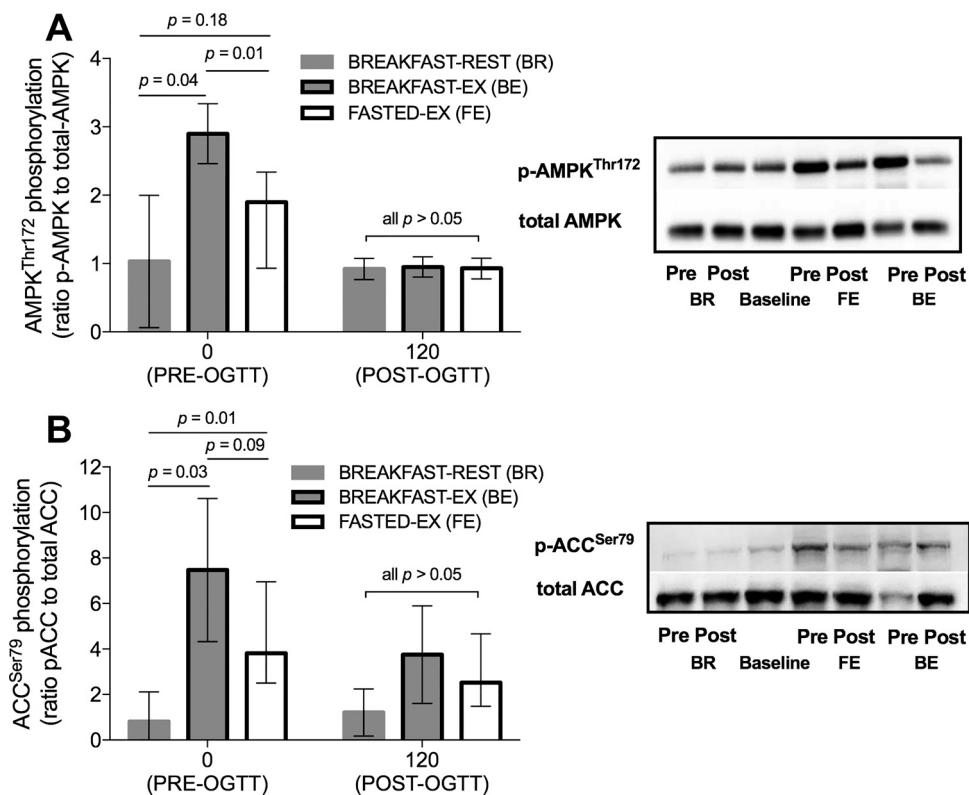 A
p = 0.18
p = 0.01
p = 0.04
AMPKThr172 phosphorylation
(ratio p-AMPK to total-AMPK)
4
3
2
1
0
BREAKFAST-REST (BR)
BREAKFAST-EX (BE)
FASTED-EX (FE)
all p > 0.05
0
(PRE-OGTT)
120
(POST-OGTT)
p-AMPKThr172
total AMPK
Pre Post Pre Post Pre Post
BR Baseline FE BE
B
p = 0.01
p = 0.09
p = 0.03
ACCSer79 phosphorylation
(ratio pACC to total ACC)
12
10
8
6
4
2
0
BREAKFAST-REST (BR)
BREAKFAST-EX (BE)
FASTED-EX (FE)
all p > 0.05
0
(PRE-OGTT)
120
(POST-OGTT)
p-ACCSer79
total ACC
Pre Post Pre Post Pre Post
BR Baseline FE BE